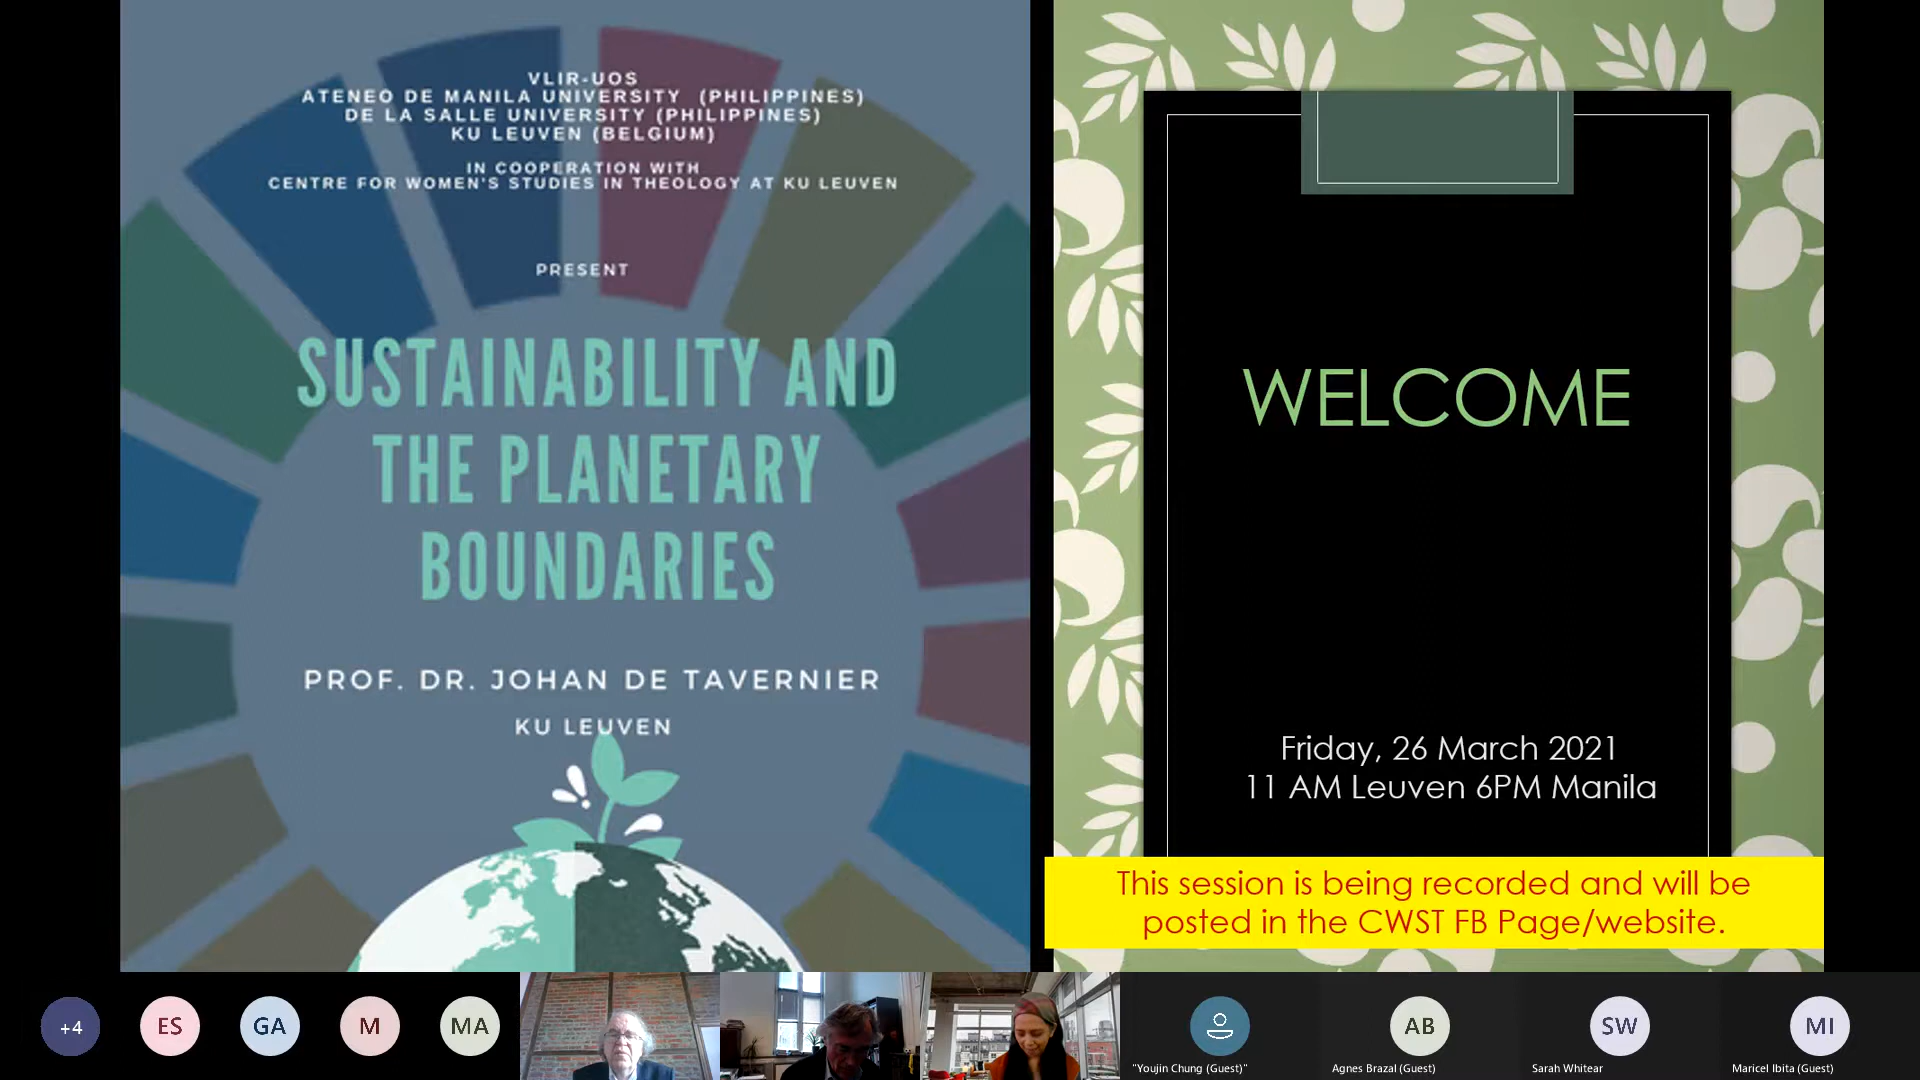 VLIR-UOS
ATENEO DE MANILA UNIVERSITY (PHILIPPINES)
DE LA SALLE UNIVERSITY (PHILIPPINES)
KU LEUVEN (BELGIUM)
IN COOPERATION WITH
CENTRE FOR WOMEN'S STUDIES IN THEOLOGY AT KU LEUVEN
PRESENT
SUSTAINABILITY AND
THE PLANETARY
BOUNDARIES
PROF. DR. JOHAN DE TAVERNIER
KU LEUVEN
WELCOME
Friday, 26 March 2021
11 AM Leuven 6PM Manila
This session is being recorded and will be
posted in the CWST FB Page/website.
+4
ES
GA
M
MA
AB
SW
MI
"Youjin Chung (Guest)"
Agnes Brazal (Guest)
Sarah Whitear
Maricel Ibita (Guest)